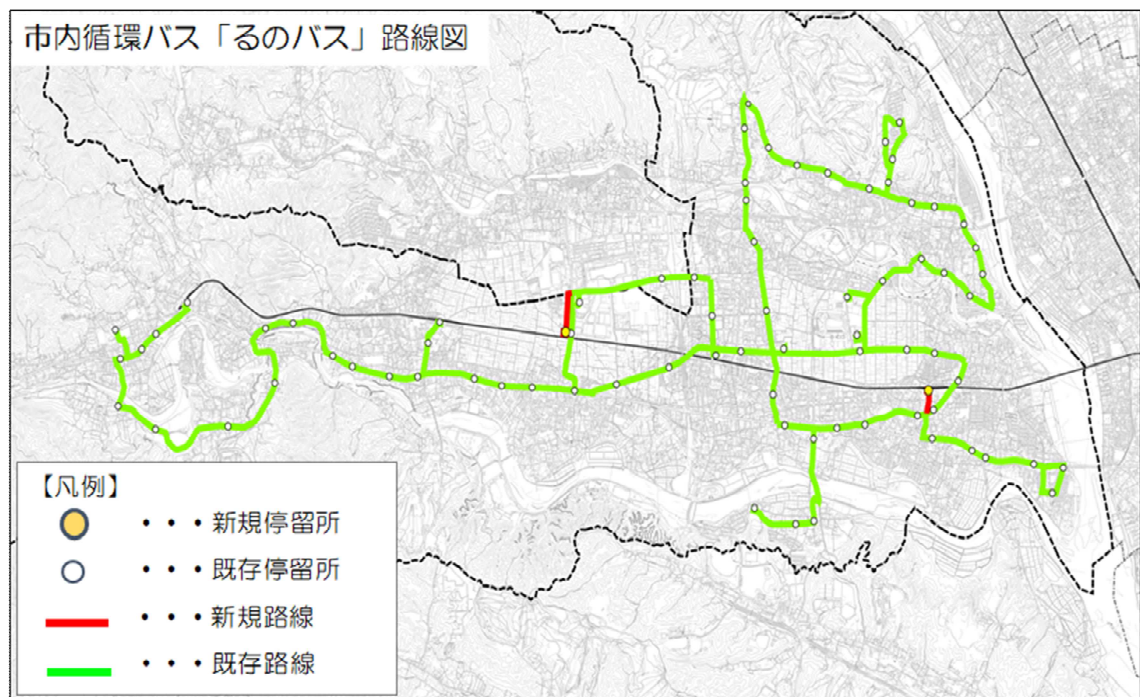 市内循環バス「るのバス」路線図
【凡例】
・・・新規停留所
・・・既存停留所
・・・新規路線
・・・既存路線